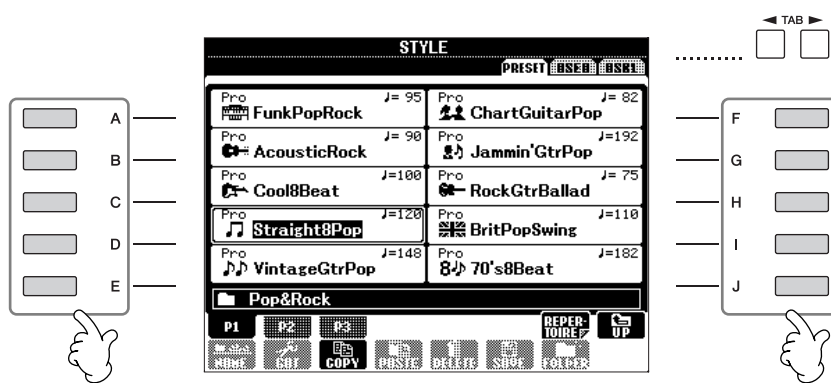 ◄ TAB ►
STYLE
PRESET USER USB1
Pro ♩= 95
FunkPopRock
Pro ♩= 82
ChartGuitarPop
Pro ♩= 90
AcousticRock
Pro ♩=192
Jammin'GtrPop
Pro ♩=100
Cool8Beat
Pro ♩= 75
RockGtrBallad
Pro ♩=120
Straight8Pop
Pro ♩=110
BritPopSwing
Pro ♩=148
VintageGtrPop
Pro ♩=182
70's8Beat
Pop&Rock
P1 P2 P3
REPER-
TOIRE
UP
NAME CUT COPY PASTE DELETE SAVE FOLDER
A
B
C
D
E
F
G
H
I
J